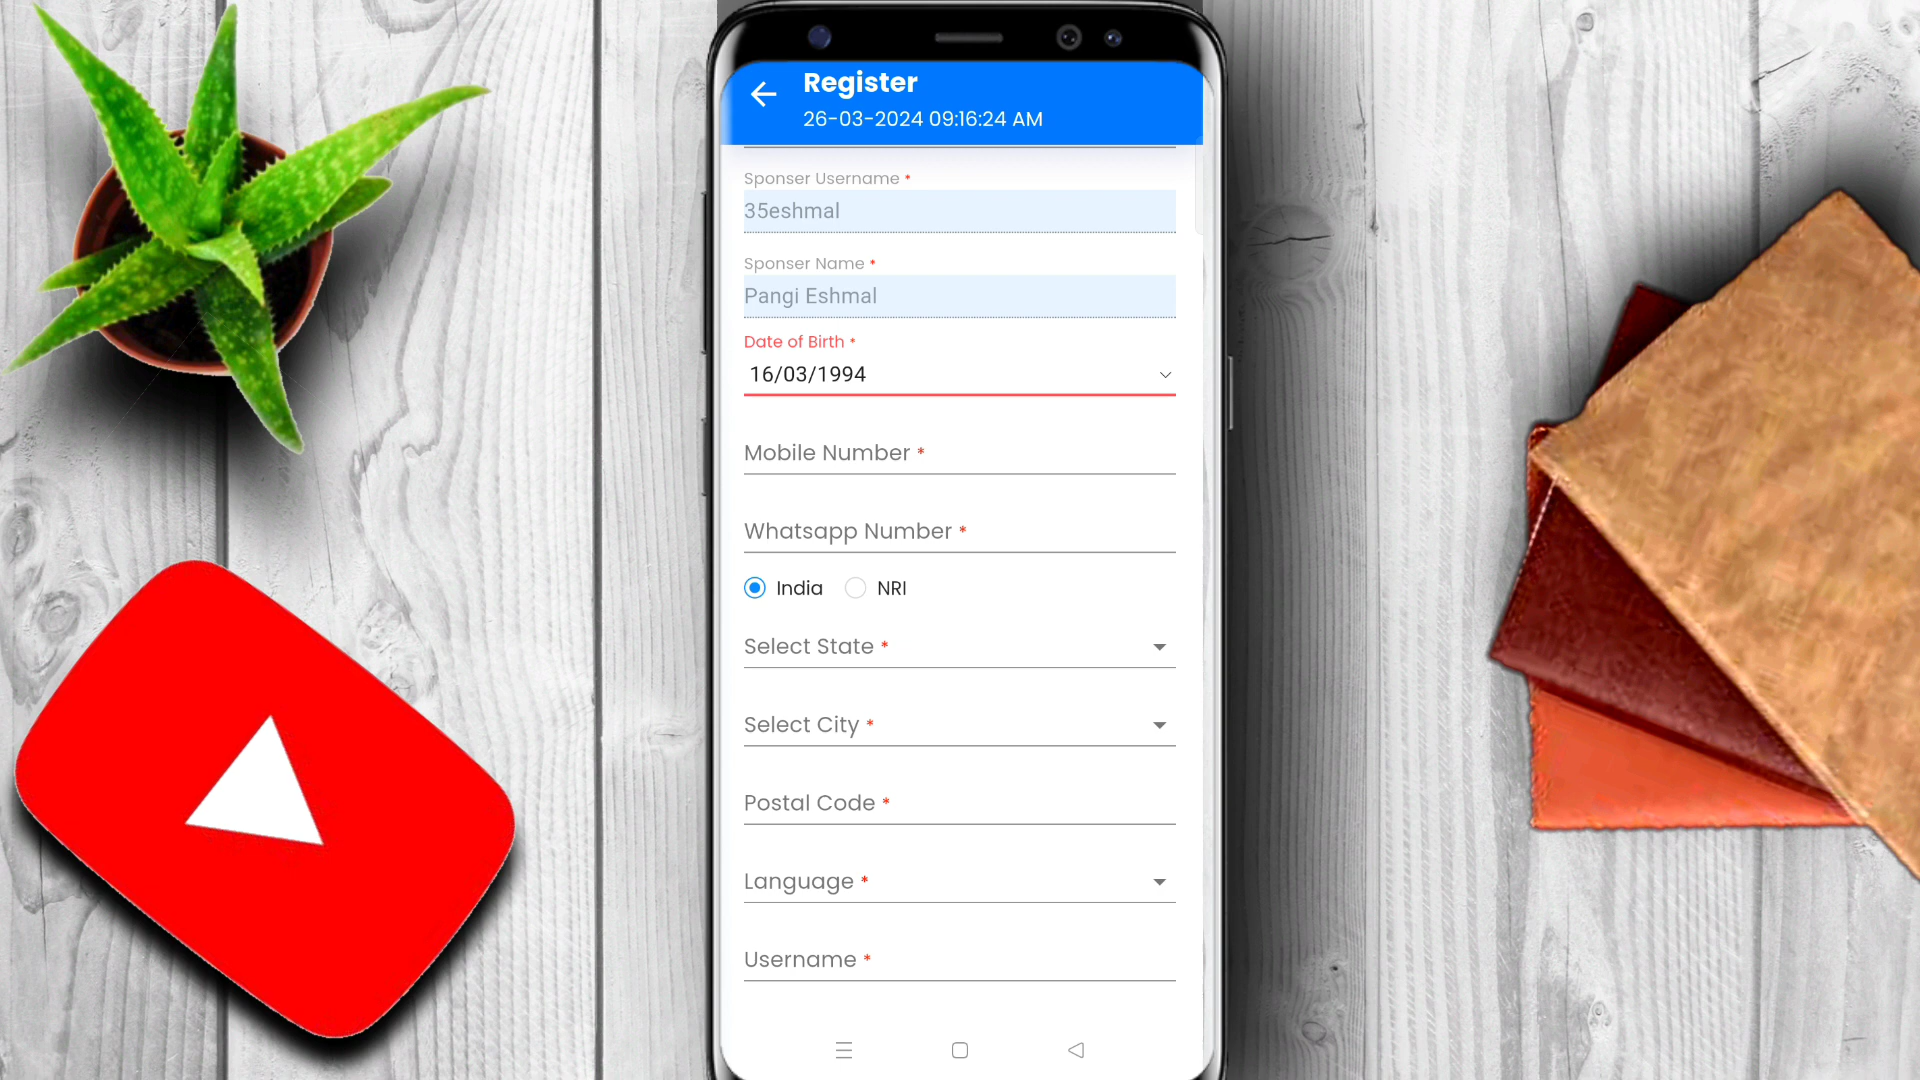 Register
26-03-2024 09:16:24 AM
Sponser Username *
35eshmal
Sponser Name *
Pangi Eshmal
Date of Birth *
16/03/1994
Mobile Number *
Whatsapp Number *
India NRI
Select State *
Select City *
Postal Code *
Language *
Username *